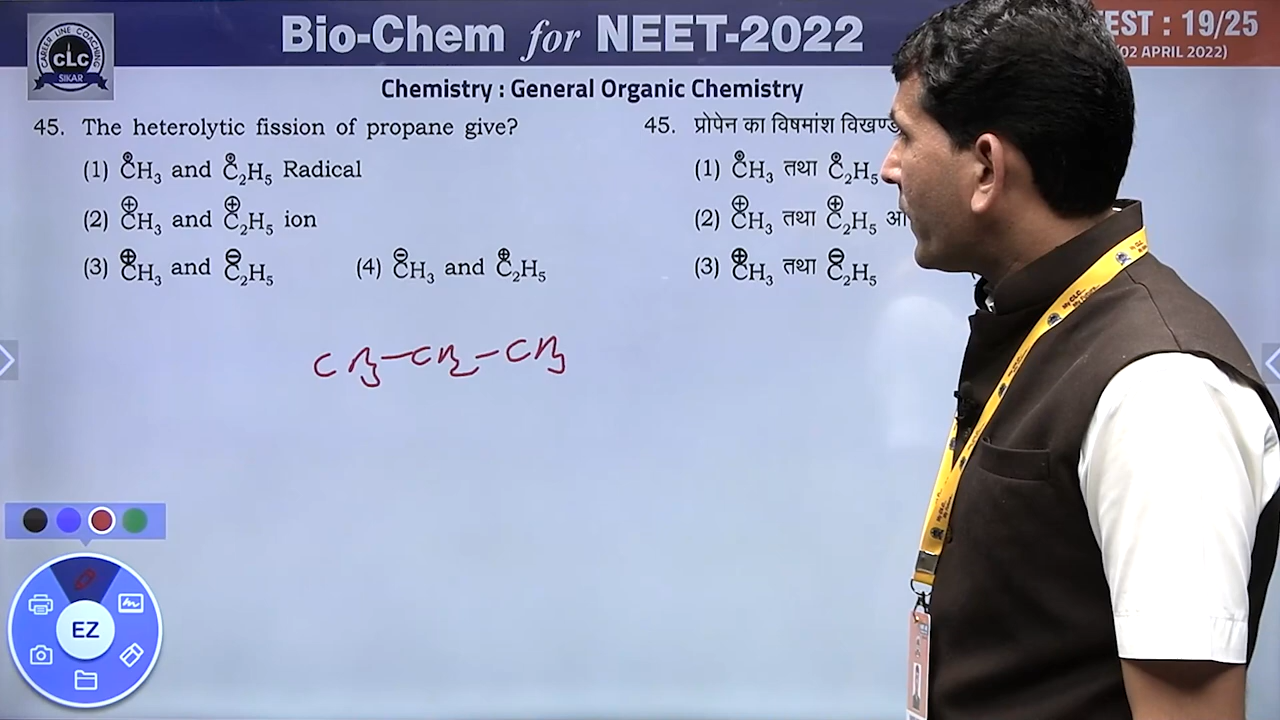 CAREER LINE COACHING
CLC
SIKAR
Bio-Chem for NEET-2022
TEST : 19/25
(02 APRIL 2022)
Chemistry : General Organic Chemistry
45. The heterolytic fission of propane give?
(1) C̊H₃ and C̊₂H₅ Radical
(2) C⊕H₃ and C⊕₂H₅ ion
(3) C⊕H₃ and C⊖₂H₅ (4) C⊖H₃ and C⊕₂H₅
45. प्रोपेन का विषमांश
(1) C̊H₃ तथा C̊₂H₅
(2) C⊕H₃ तथा C⊕₂H₅
(3) C⊕H₃ तथा C⊖₂H₅
CH₃–CH₂–CH₃
EZ